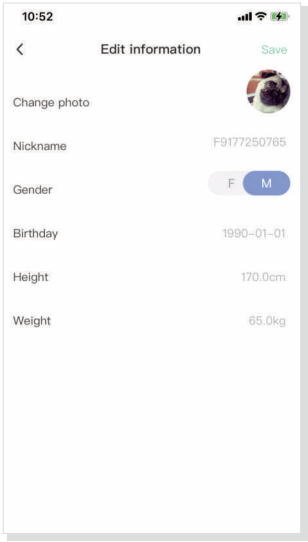 10:52
Edit information
Save
Change photo
Nickname
F9177250765
Gender
F
M
Birthday
1990-01-01
Height
170.0cm
Weight
65.0kg